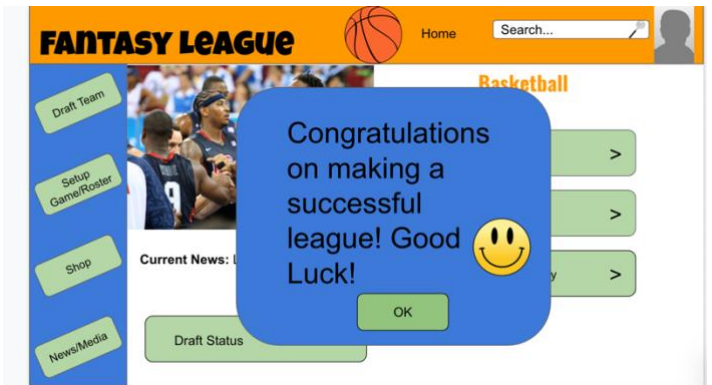 FANTASY LEAGUE
Home
Search...
Draft Team
Setup
Game/Roster
Shop
News/Media
Basketball
>
>
>
Current News:
Draft Status
Congratulations
on making a
successful
league! Good
Luck!
OK